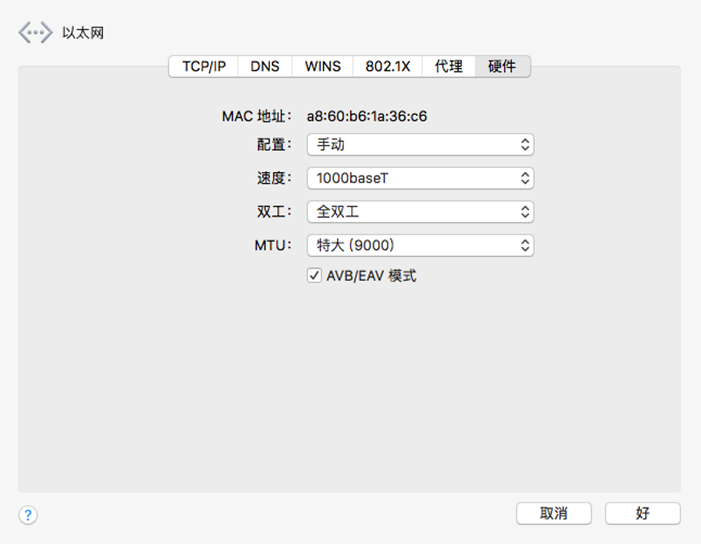 以太网
TCP/IP DNS WINS 802.1X 代理 硬件
MAC 地址: a8:60:b6:1a:36:c6
配置: 手动
速度: 1000baseT
双工: 全双工
MTU: 特大 (9000)
AVB/EAV 模式
? 取消 好